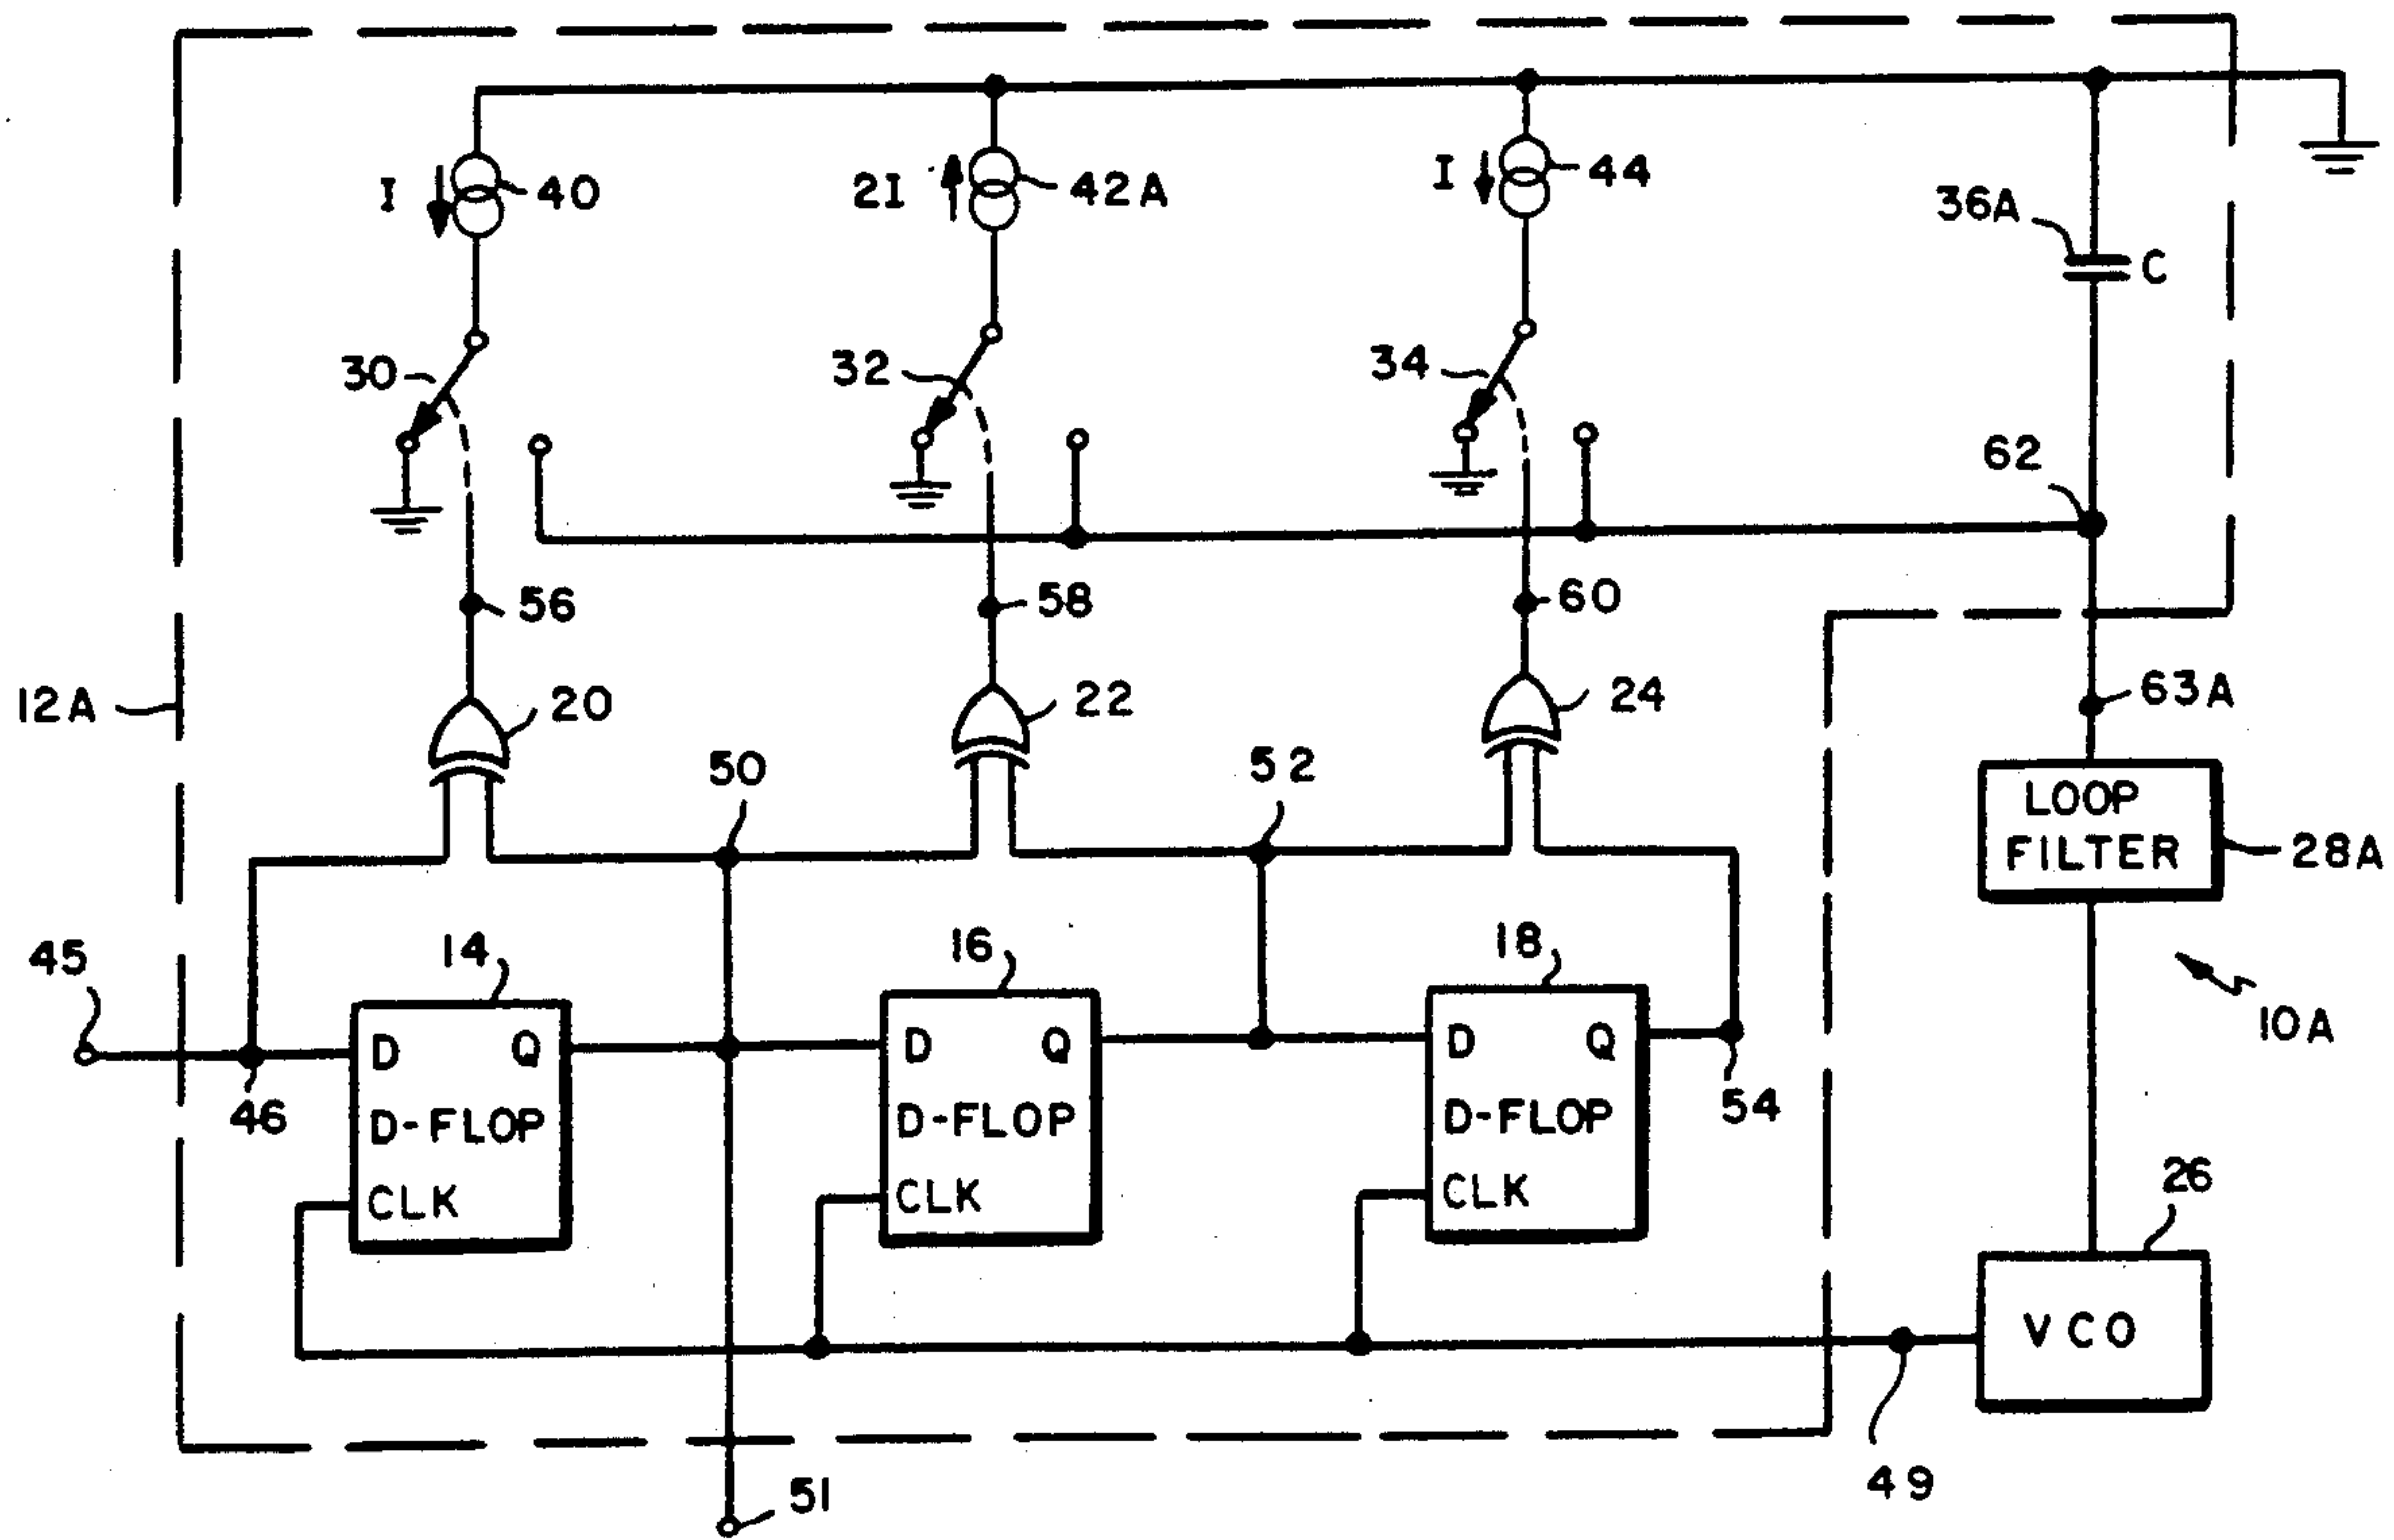 I
40
2I
42A
I
44
36A
C
30
32
34
62
56
58
60
12A
20
22
24
63A
50
52
LOOP
FILTER
28A
45
14
16
18
10A
D Q
D-FLOP
CLK
D Q
D-FLOP
CLK
D Q
D-FLOP
CLK
46
54
26
VCO
49
51